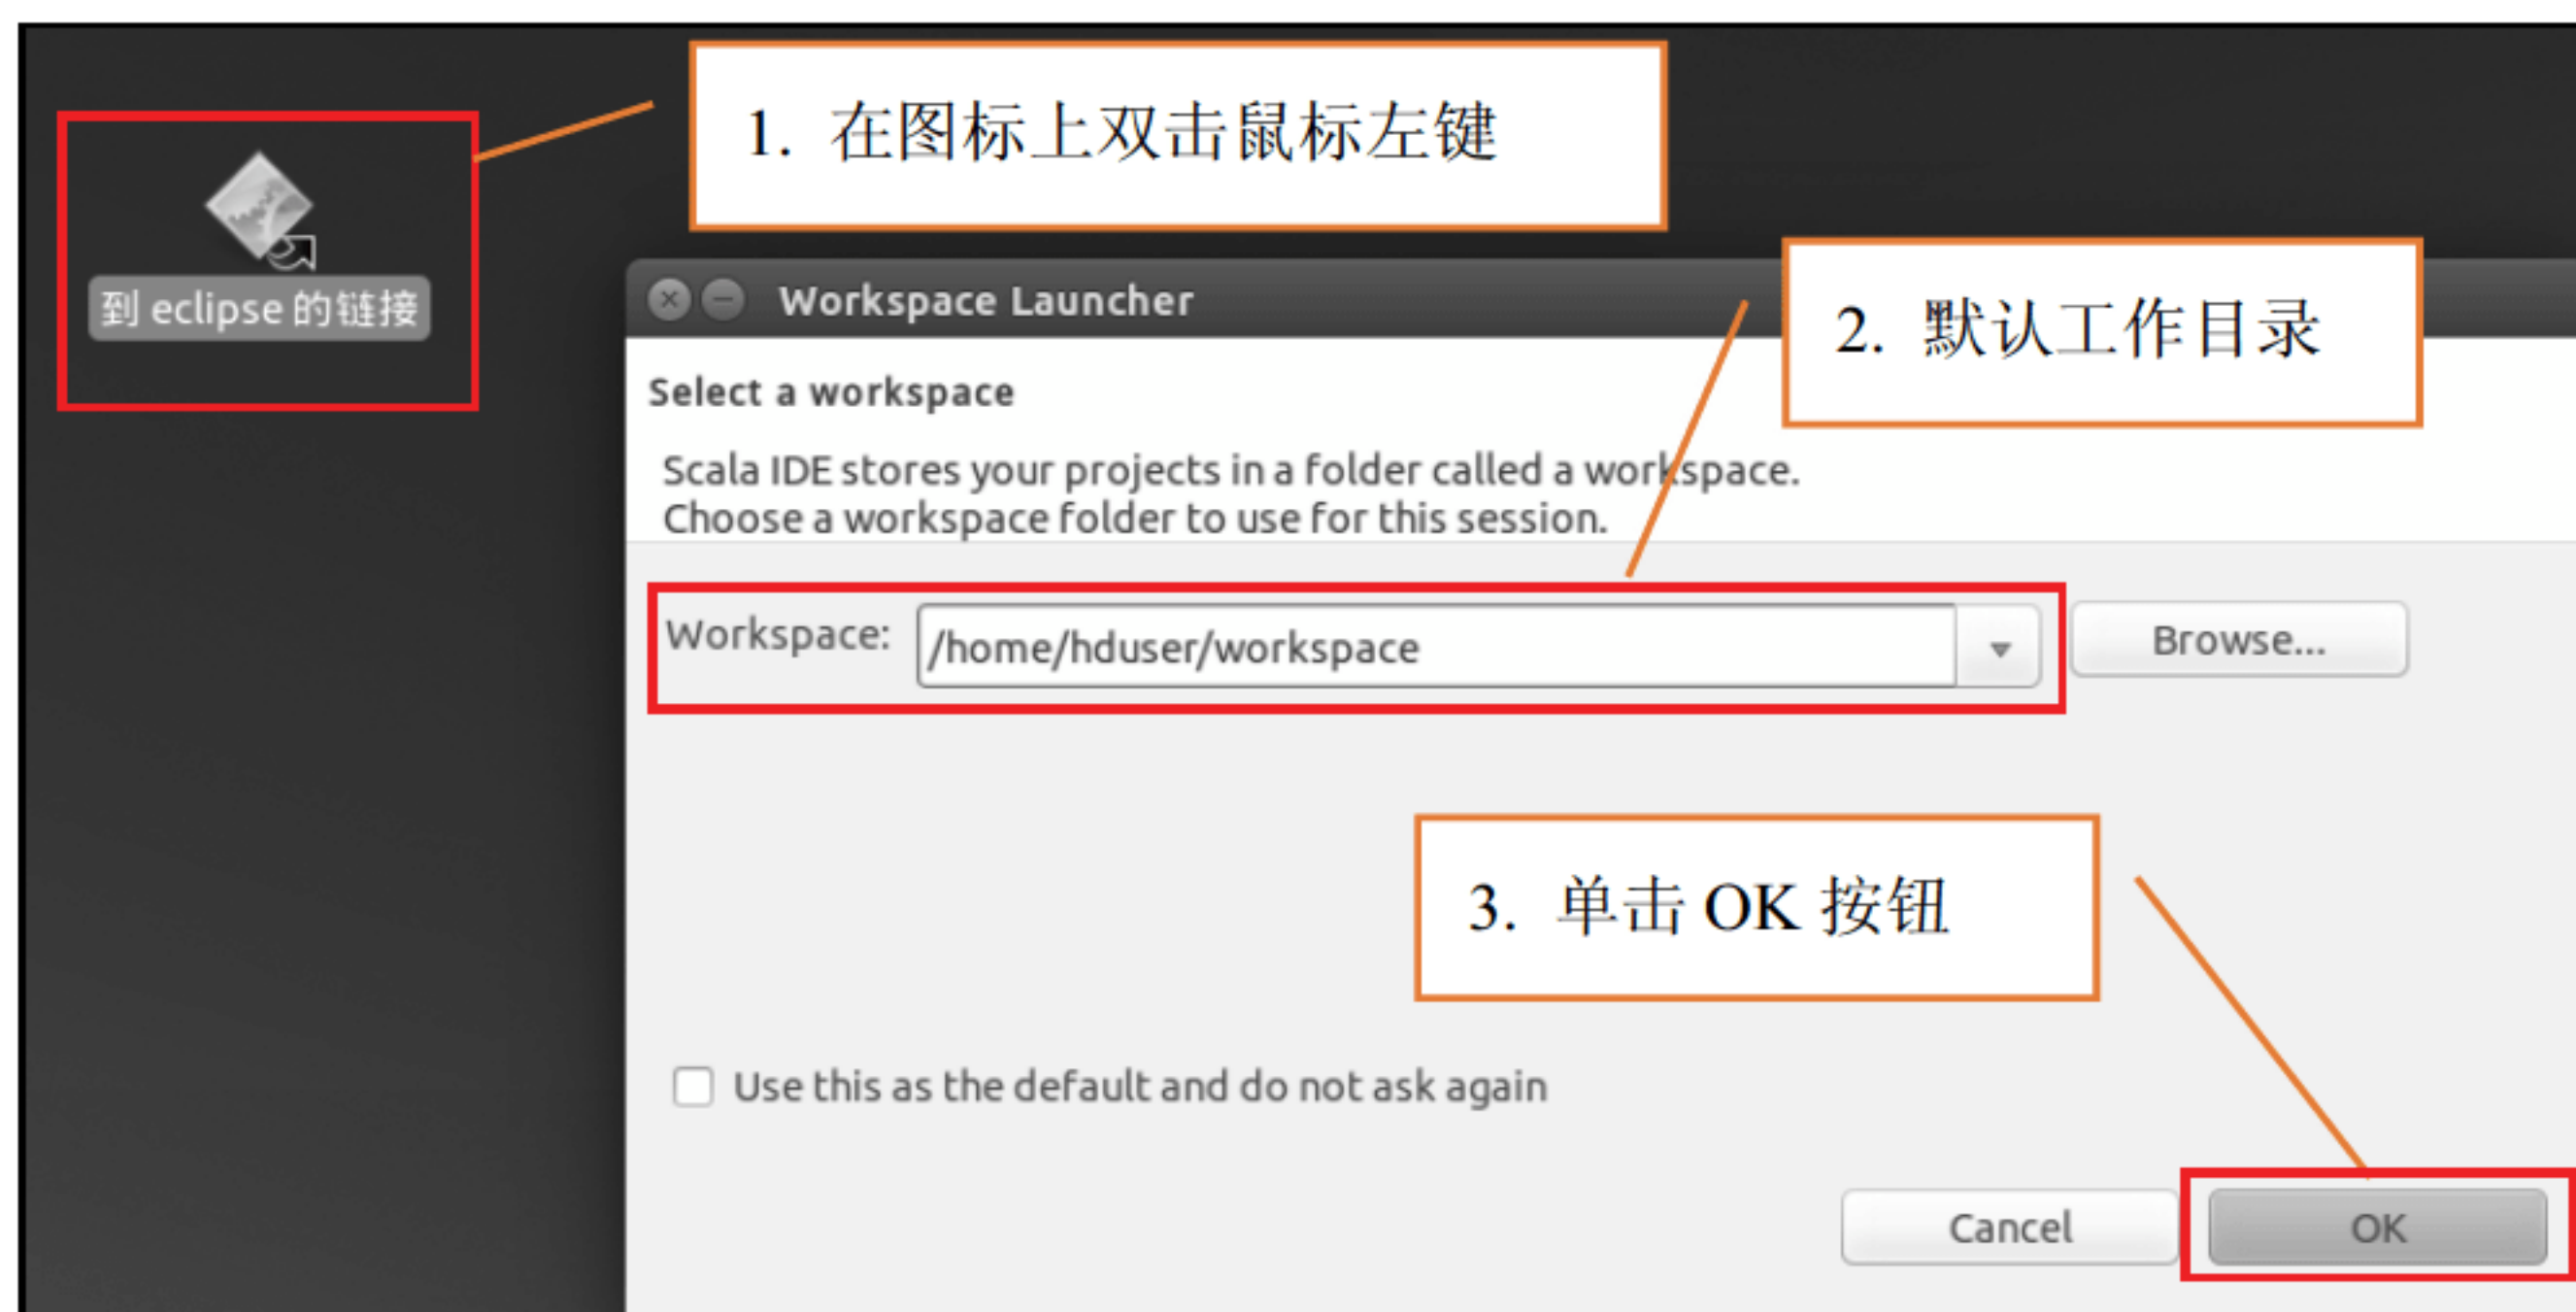 1. 在图标上双击鼠标左键
到 eclipse 的链接
Workspace Launcher
2. 默认工作目录
Select a workspace
Scala IDE stores your projects in a folder called a workspace.
Choose a workspace folder to use for this session.
Workspace: /home/hduser/workspace Browse...
3. 单击 OK 按钮
Use this as the default and do not ask again
Cancel OK